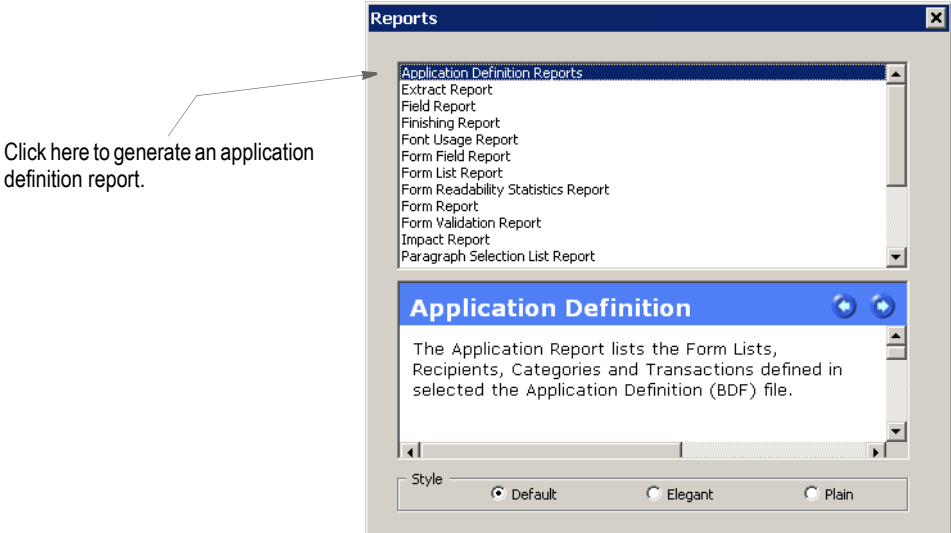 Reports
Click here to generate an application
definition report.
Application Definition Reports
Extract Report
Field Report
Finishing Report
Font Usage Report
Form Field Report
Form List Report
Form Readability Statistics Report
Form Report
Form Validation Report
Impact Report
Paragraph Selection List Report
Application Definition
The Application Report lists the Form Lists,
Recipients, Categories and Transactions defined in
selected the Application Definition (BDF) file.
Style
Default Elegant Plain